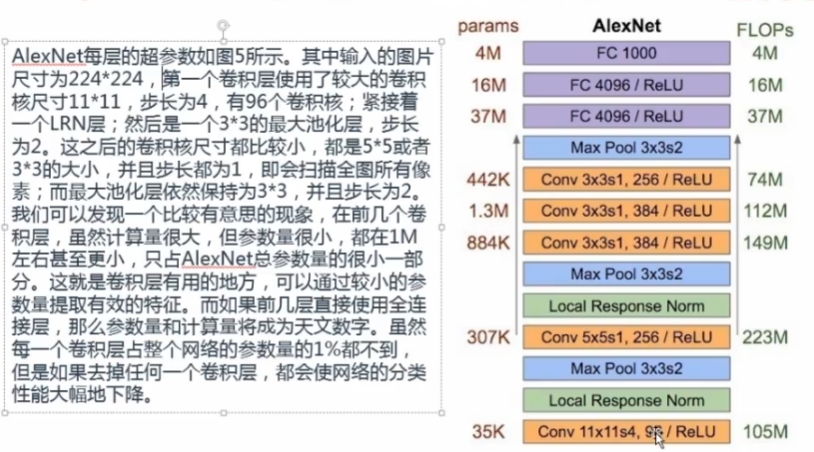 AlexNet每层的超参数如图5所示。其中输入的图片
尺寸为224*224，第一个卷积层使用了较大的卷积
核尺寸11*11，步长为4，有96个卷积核；紧接着
一个LRN层；然后是一个3*3的最大池化层，步长
为2。这之后的卷积核尺寸都比较小，都是5*5或者
3*3的大小，并且步长都为1，即会扫描全图所有像
素；而最大池化层依然保持为3*3，并且步长为2。
我们可以发现一个比较有意思的现象，在前几个卷
积层，虽然计算量很大，但参数量很小，都在1M
左右甚至更小，只占AlexNet总参数量的很小一部
分。这就是卷积层有用的地方，可以通过较小的参
数量提取有效的特征。而如果前几层直接使用全连
接层，那么参数量和计算量将成为天文数字。虽然
每一个卷积层占整个网络的参数量的1%都不到，
但是如果去掉任何一个卷积层，都会使网络的分类
性能大幅地下降。
params AlexNet FLOPs
4M FC 1000 4M
16M FC 4096 / ReLU 16M
37M FC 4096 / ReLU 37M
Max Pool 3x3s2
442K Conv 3x3s1, 256 / ReLU 74M
1.3M Conv 3x3s1, 384 / ReLU 112M
884K Conv 3x3s1, 384 / ReLU 149M
Max Pool 3x3s2
Local Response Norm
307K Conv 5x5s1, 256 / ReLU 223M
Max Pool 3x3s2
Local Response Norm
35K Conv 11x11s4, 96 / ReLU 105M